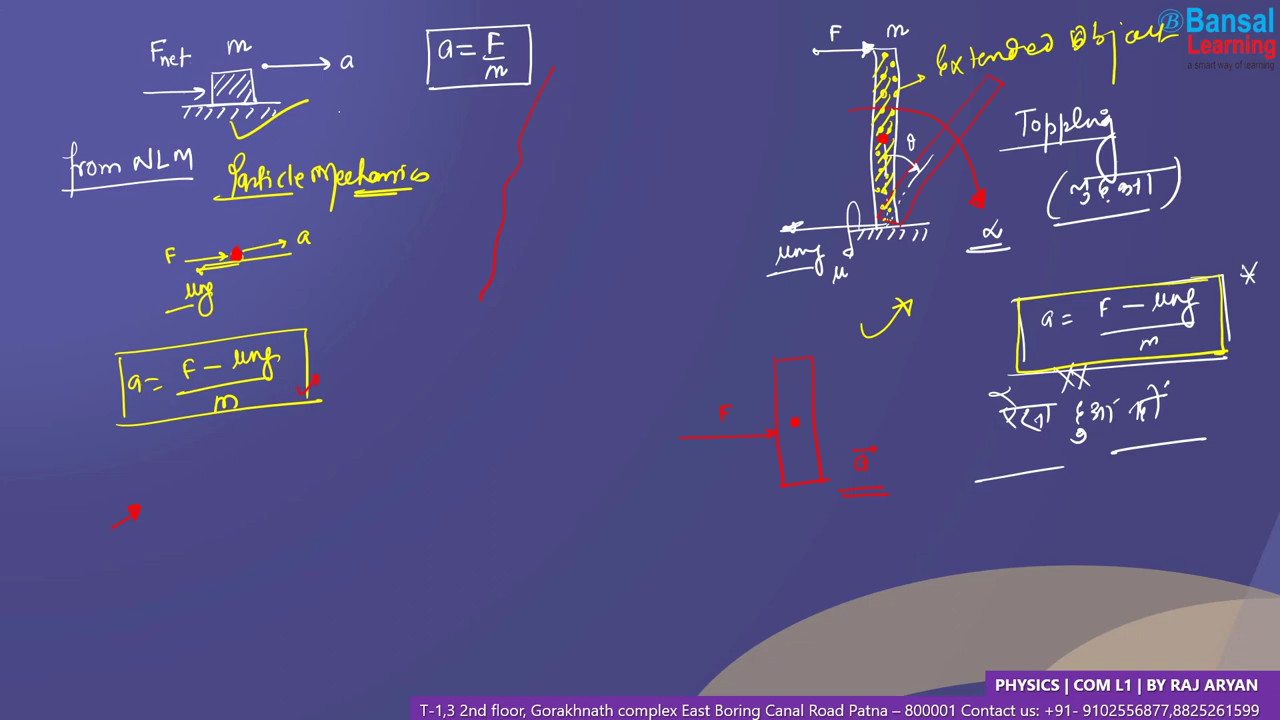 F_net m a
a = F/m
from NLM
Particle Mechanics
F a
μmg
a = (F − μmg)/m
F m
Extended Object
Toppling
θ
α
μmg μ
a = (F − μmg)/m
F
a
Bansal
Learning
a smart way of learning
PHYSICS | COM L1 | BY RAJ ARYAN
T-1,3 2nd floor, Gorakhnath complex East Boring Canal Road Patna – 800001 Contact us: +91- 9102556877,8825261599